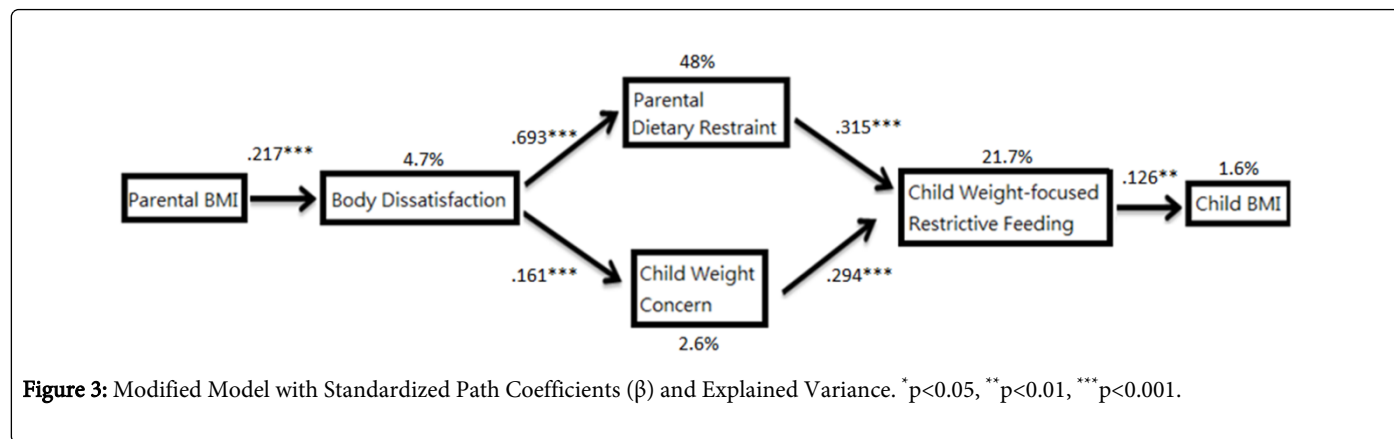 48%
Parental
Dietary Restraint
.217***
4.7%
.693***
.315***
21.7%
.126**
1.6%
Parental BMI
Body Dissatisfaction
Child Weight-focused
Restrictive Feeding
Child BMI
.161***
Child Weight
Concern
.294***
2.6%
Figure 3: Modified Model with Standardized Path Coefficients (β) and Explained Variance. *p<0.05, **p<0.01, ***p<0.001.